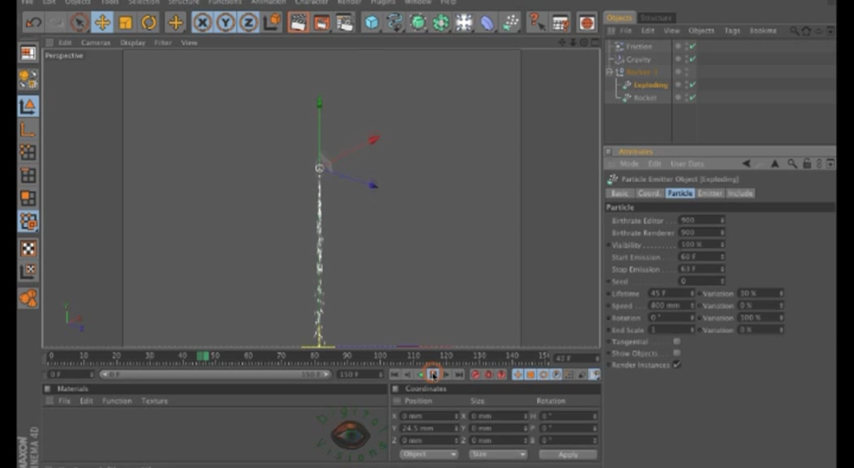 Tools Selection Structure Functions Animation Character Render Plugins Window Help
Edit Cameras Display Filter View
Perspective
0 10 20 30 40 50 60 70 80 90 100 110 120 130 140
0 F
150 F
Materials
File Edit Function Texture
Digital Visions
MAXON
CINEMA 4D
Coordinates
Position Size Rotation
X 0 mm X 0 mm H 0 °
Y 24.5 mm Y 0 mm P 0 °
Z 0 mm Z 0 mm B 0 °
Object Size Apply
Objects Structure
File Edit View Objects Tags Bookma
Friction
Gravity
Exploding
Rocket
Attributes
Mode Edit User Data
Particle Emitter Object [Exploding]
Basic Coord. Particle Emitter Include
Particle
Birthrate Editor 900
Birthrate Renderer 900
Visibility 100 %
Start Emission 60 F
Stop Emission 63 F
Seed 0
Lifetime 45 F Variation 30 %
Speed 800 mm Variation 0 %
Rotation 0 ° Variation 100 %
End Scale 1 Variation 0 %
Tangential
Show Objects
Render Instances